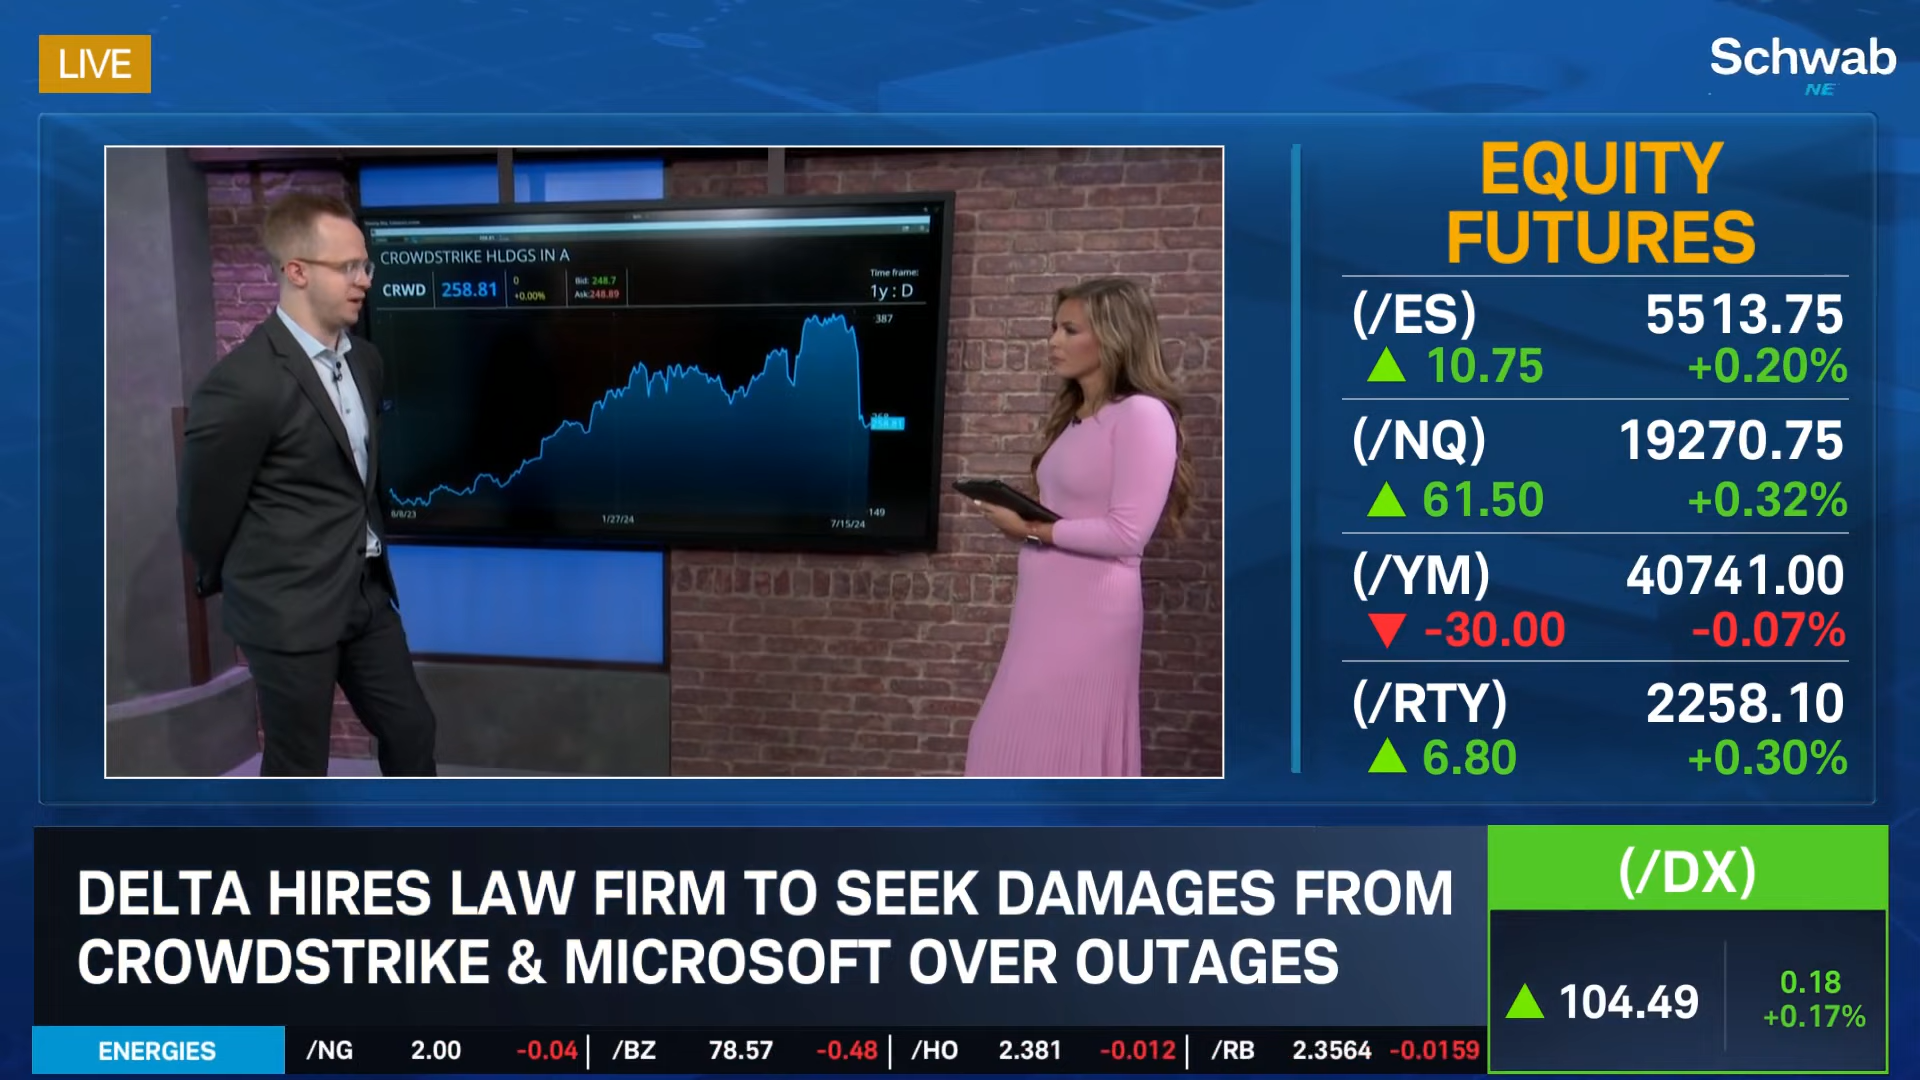 LIVE
Schwab
NE
CROWDSTRIKE HLDGS IN A
CRWD 258.81 0 +0.00% Bid: 248.7 Ask: 248.89
Time frame:
1y : D
387
258.81
149
8/8/23 1/27/24 7/15/24
EQUITY
FUTURES
(/ES) 5513.75
10.75 +0.20%
(/NQ) 19270.75
61.50 +0.32%
(/YM) 40741.00
-30.00 -0.07%
(/RTY) 2258.10
6.80 +0.30%
DELTA HIRES LAW FIRM TO SEEK DAMAGES FROM
CROWDSTRIKE & MICROSOFT OVER OUTAGES
(/DX)
104.49 0.18
+0.17%
ENERGIES /NG 2.00 -0.04 /BZ 78.57 -0.48 /HO 2.381 -0.012 /RB 2.3564 -0.0159